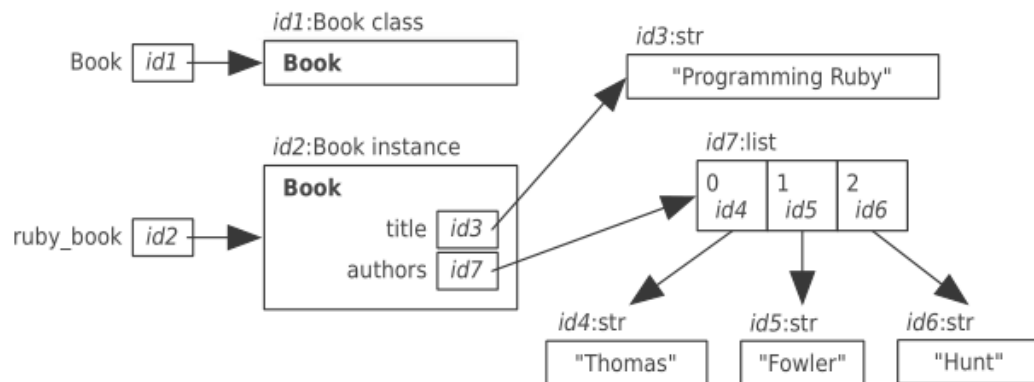 id1:Book class
Book id1
Book
id3:str
"Programming Ruby"
id2:Book instance
Book
ruby_book id2
title id3
authors id7
id7:list
0 1 2
id4 id5 id6
id4:str
"Thomas"
id5:str
"Fowler"
id6:str
"Hunt"